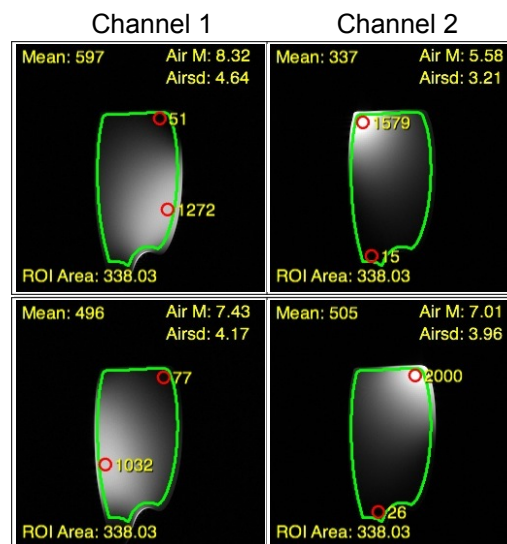 Channel 1 Channel 2
Mean: 597 Air M: 8.32
Airsd: 4.64
51
1272
ROI Area: 338.03
Mean: 337 Air M: 5.58
Airsd: 3.21
1579
15
ROI Area: 338.03
Mean: 496 Air M: 7.43
Airsd: 4.17
77
1032
ROI Area: 338.03
Mean: 505 Air M: 7.01
Airsd: 3.96
2000
26
ROI Area: 338.03